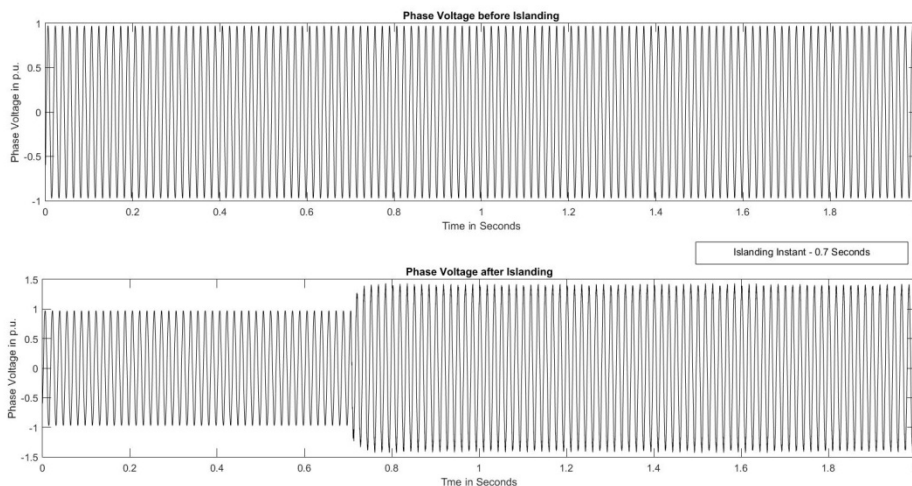 Phase Voltage before Islanding
1
0.5
0
-0.5
-1
Phase Voltage in p.u.
0 0.2 0.4 0.6 0.8 1 1.2 1.4 1.6 1.8
Time in Seconds
Islanding Instant - 0.7 Seconds
Phase Voltage after Islanding
1.5
1
0.5
0
-0.5
-1
-1.5
Phase Voltage in p.u.
0 0.2 0.4 0.6 0.8 1 1.2 1.4 1.6 1.8
Tme in Seconds